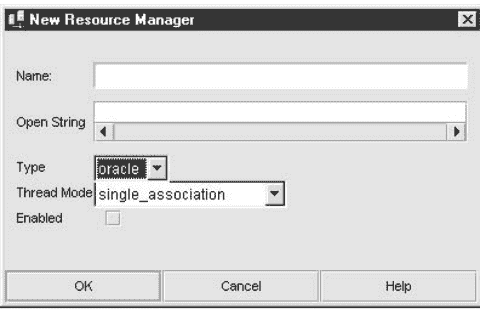 New Resource Manager
Name:
Open String
Type oracle
Thread Mode single_association
Enabled
OK Cancel Help